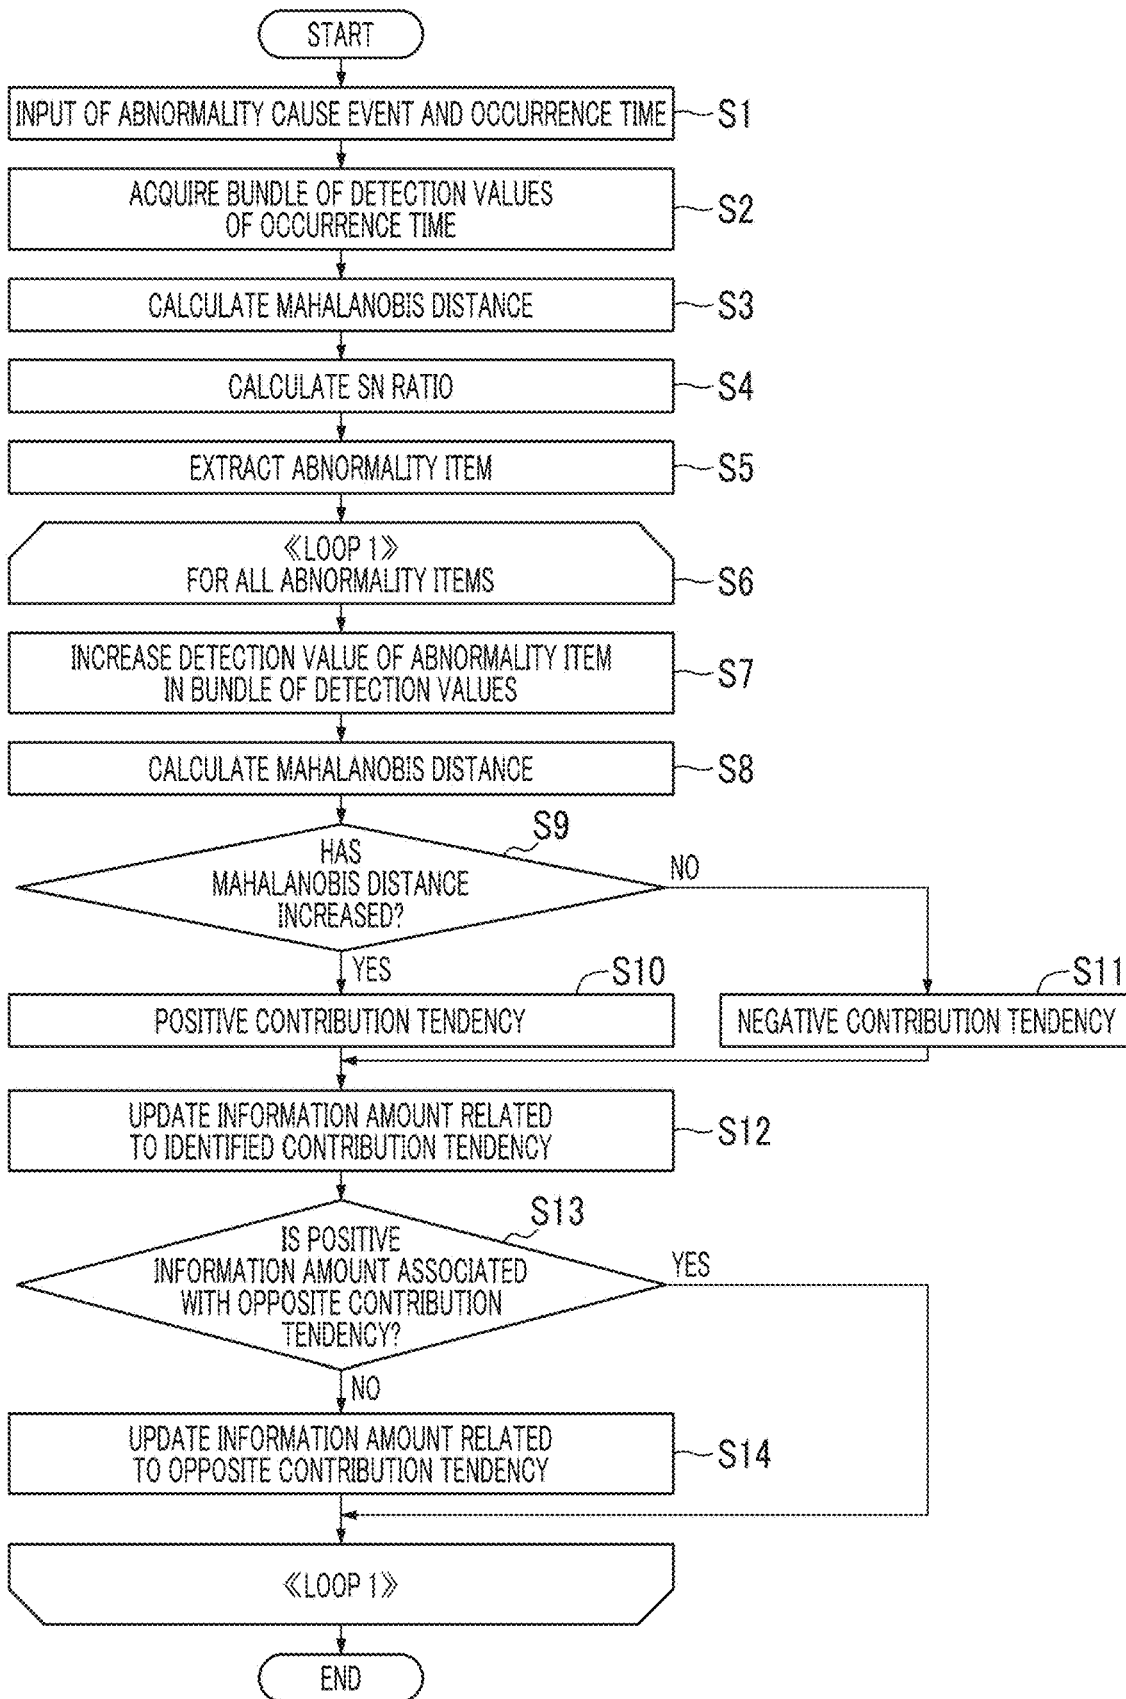 START
INPUT OF ABNORMALITY CAUSE EVENT AND OCCURRENCE TIME
S1
ACQUIRE BUNDLE OF DETECTION VALUES
OF OCCURRENCE TIME
S2
CALCULATE MAHALANOBIS DISTANCE
S3
CALCULATE SN RATIO
S4
EXTRACT ABNORMALITY ITEM
S5
《LOOP 1》
FOR ALL ABNORMALITY ITEMS
S6
INCREASE DETECTION VALUE OF ABNORMALITY ITEM
IN BUNDLE OF DETECTION VALUES
S7
CALCULATE MAHALANOBIS DISTANCE
S8
S9
HAS
MAHALANOBIS DISTANCE
INCREASED?
NO
YES
S10
POSITIVE CONTRIBUTION TENDENCY
S11
NEGATIVE CONTRIBUTION TENDENCY
UPDATE INFORMATION AMOUNT RELATED
TO IDENTIFIED CONTRIBUTION TENDENCY
S12
S13
IS POSITIVE
INFORMATION AMOUNT ASSOCIATED
WITH OPPOSITE CONTRIBUTION
TENDENCY?
YES
NO
UPDATE INFORMATION AMOUNT RELATED
TO OPPOSITE CONTRIBUTION TENDENCY
S14
《LOOP 1》
END